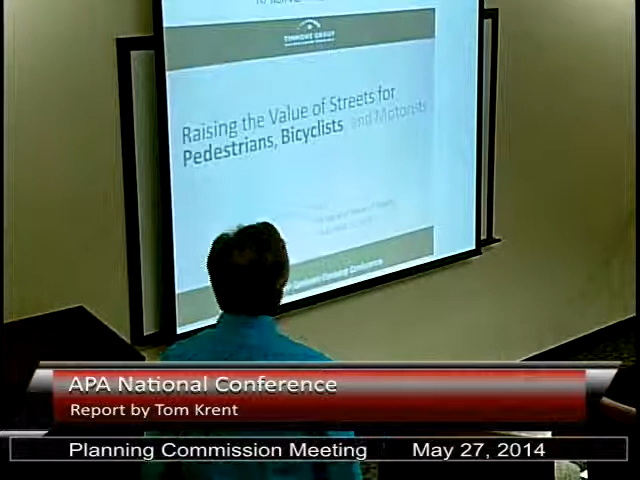 TIMMONS GROUP
Raising the Value of Streets for
Pedestrians, Bicyclists and Motorists
Conference
APA National Conference
Report by Tom Krent
Planning Commission Meeting May 27, 2014